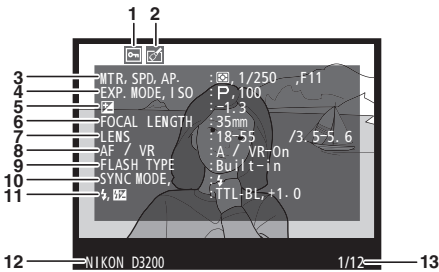 1 2
3 MTR, SPD, AP. : , 1/250 , F11
4 EXP. MODE, ISO : P, 100
5 : -1.3
6 FOCAL LENGTH : 35mm
7 LENS : 18-55 /3.5-5.6
8 AF / VR : A / VR-On
9 FLASH TYPE : Built-in
10 SYNC MODE, :
11 , : TTL-BL, +1.0
12 NIKON D3200 1/12 13